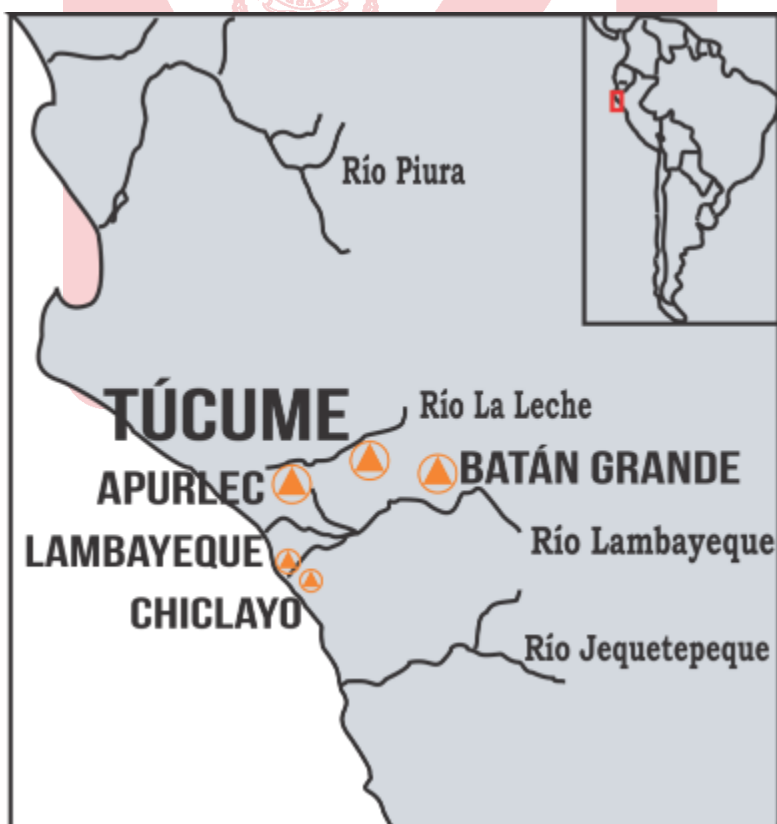 Río Piura
TÚCUME
Río La Leche
APURLEC
BATÁN GRANDE
LAMBAYEQUE
Río Lambayeque
CHICLAYO
Río Jequetepeque